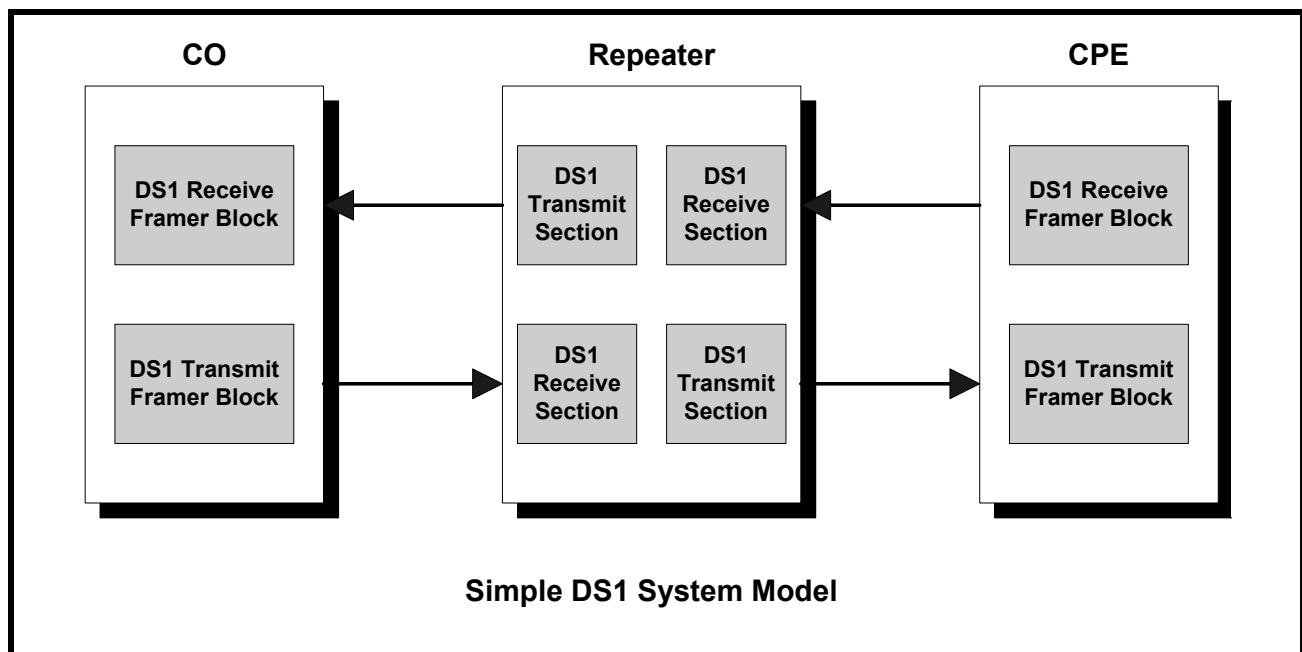 CO
Repeater
CPE
DS1 Receive
Framer Block
DS1
Transmit
Section
DS1
Receive
Section
DS1 Receive
Framer Block
DS1 Transmit
Framer Block
DS1
Receive
Section
DS1
Transmit
Section
DS1 Transmit
Framer Block
Simple DS1 System Model